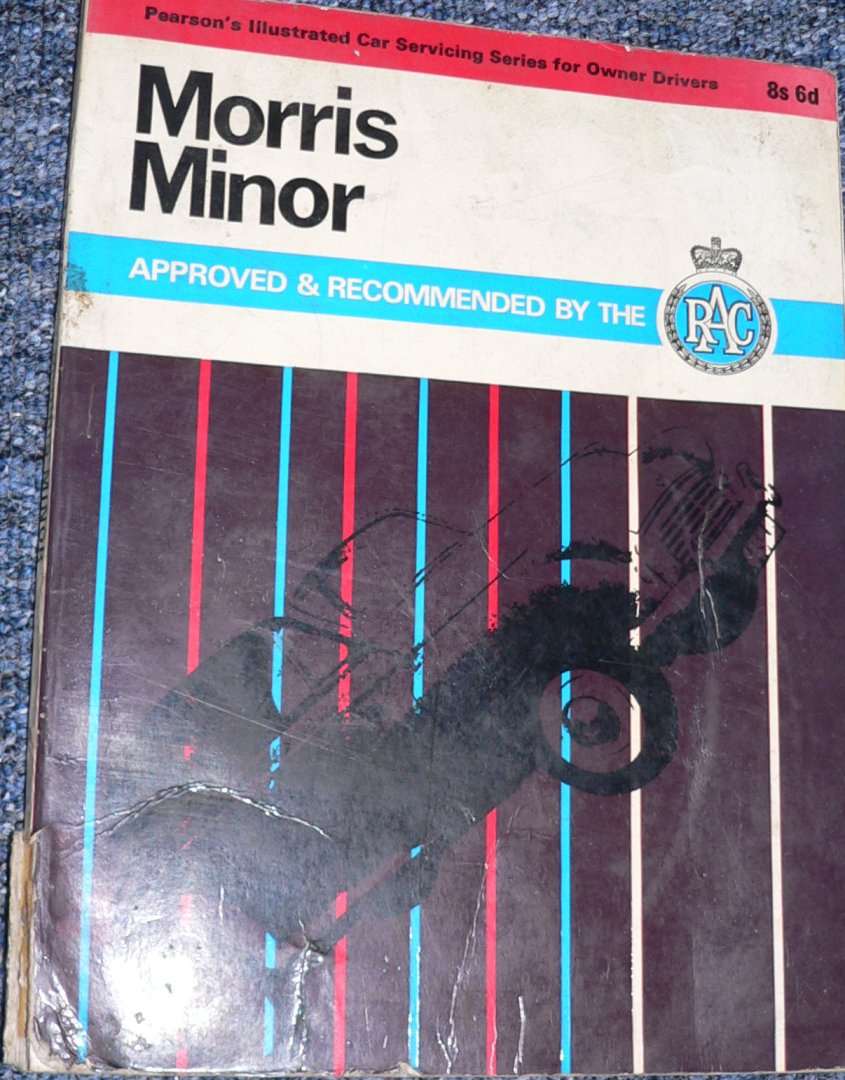 Pearson's Illustrated Car Servicing Series for Owner Drivers 8s 6d
Morris
Minor
APPROVED & RECOMMENDED BY THE
RAC